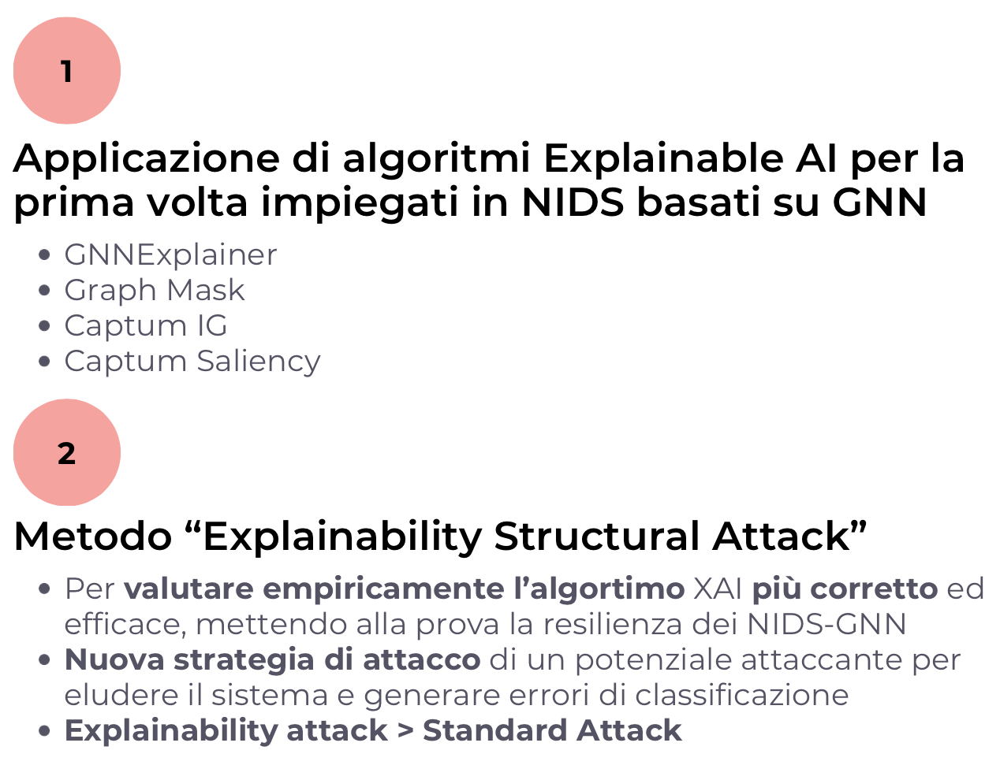 1
Applicazione di algoritmi Explainable AI per la
prima volta impiegati in NIDS basati su GNN
• GNNExplainer
• Graph Mask
• Captum IG
• Captum Saliency
2
Metodo “Explainability Structural Attack”
• Per valutare empiricamente l’algortimo XAI più corretto ed
efficace, mettendo alla prova la resilienza dei NIDS-GNN
• Nuova strategia di attacco di un potenziale attaccante per
eludere il sistema e generare errori di classificazione
• Explainability attack > Standard Attack